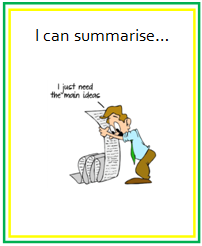 I can summarise...
I just need
the main ideas